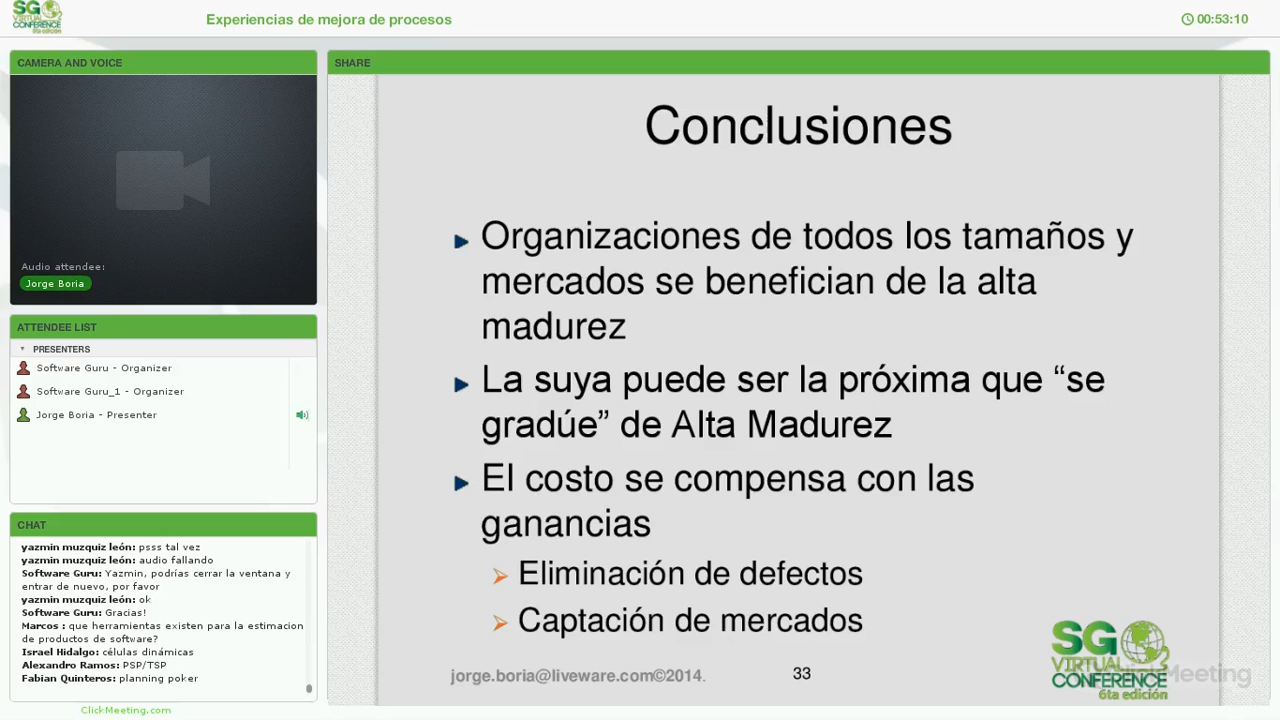 SG
VIRTUAL
CONFERENCE
6ta edición
Experiencias de mejora de procesos
00:53:10
CAMERA AND VOICE
Audio attendee:
Jorge Boria
ATTENDEE LIST
PRESENTERS
Software Guru - Organizer
Software Guru_1 - Organizer
Jorge Boria - Presenter
CHAT
yazmin muzquiz león: psss tal vez
yazmin muzquiz león: audio fallando
Software Guru: Yazmin, podrías cerrar la ventana y
entrar de nuevo, por favor
yazmin muzquiz león: ok
Software Guru: Gracias!
Marcos : que herramientas existen para la estimacion
de productos de software?
Israel Hidalgo: células dinámicas
Alexandro Ramos: PSP/TSP
Fabian Quinteros: planning poker
ClickMeeting.com
SHARE
Conclusiones
Organizaciones de todos los tamaños y
mercados se benefician de la alta
madurez
La suya puede ser la próxima que “se
gradúe” de Alta Madurez
El costo se compensa con las
ganancias
Eliminación de defectos
Captación de mercados
jorge.boria@liveware.com©2014.
33
SG
VIRTUAL
CONFERENCE
6ta edición
ClickMeeting